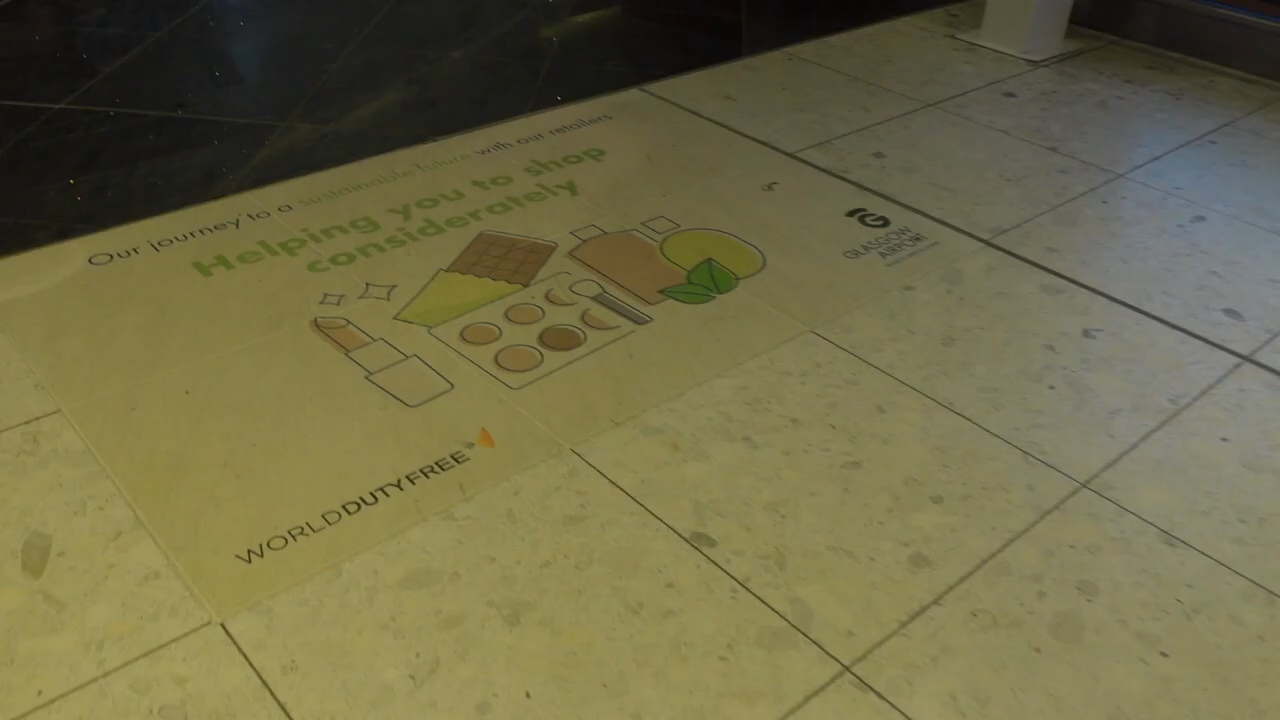 Our journey to a sustainable future with our retailers
Helping you to shop
considerately
GLASGOW
AIRPORT
WORLDDUTYFREE